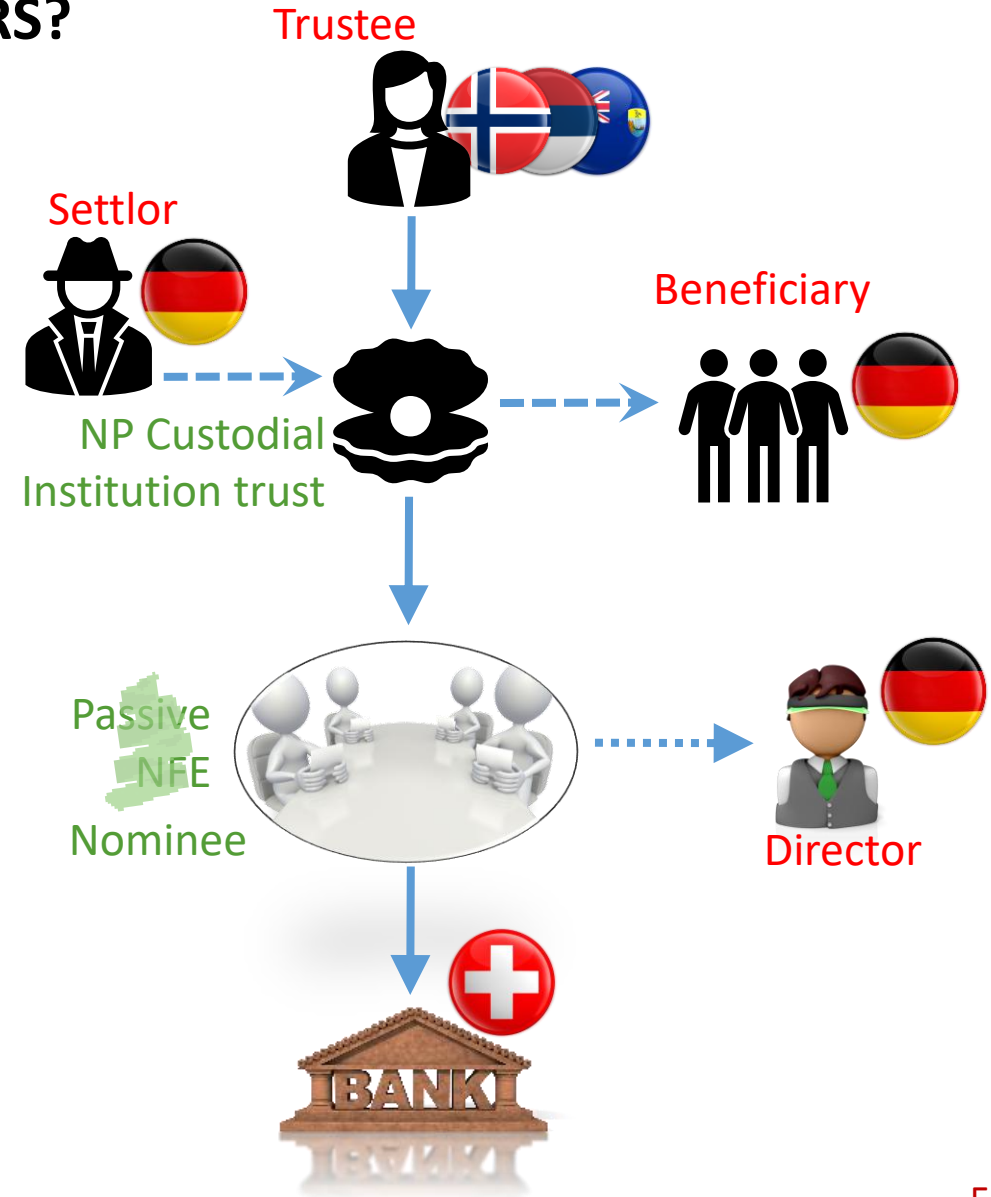 RS?
Trustee
Settlor
Beneficiary
NP Custodial
Institution trust
Passive
NFE
Nominee
Director
BANK